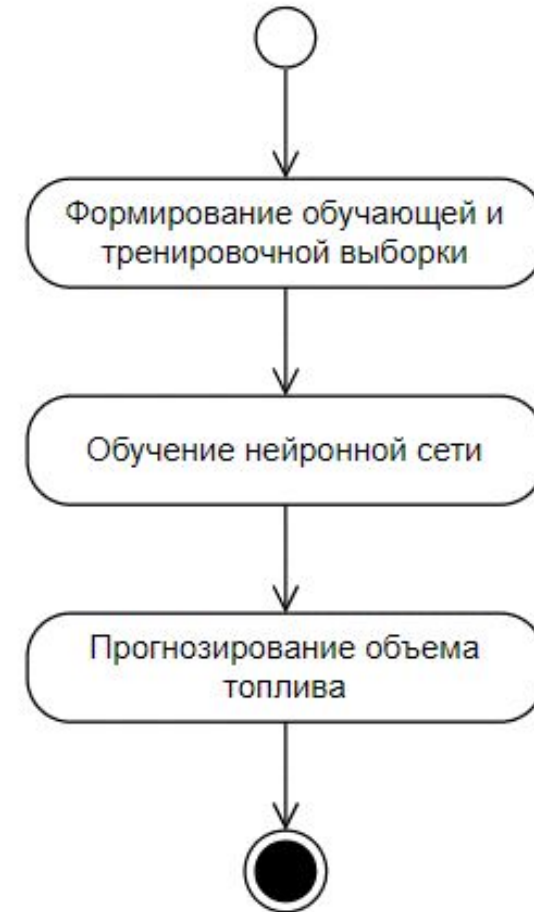 Формирование обучающей и
тренировочной выборки
Обучение нейронной сети
Прогнозирование объема
топлива